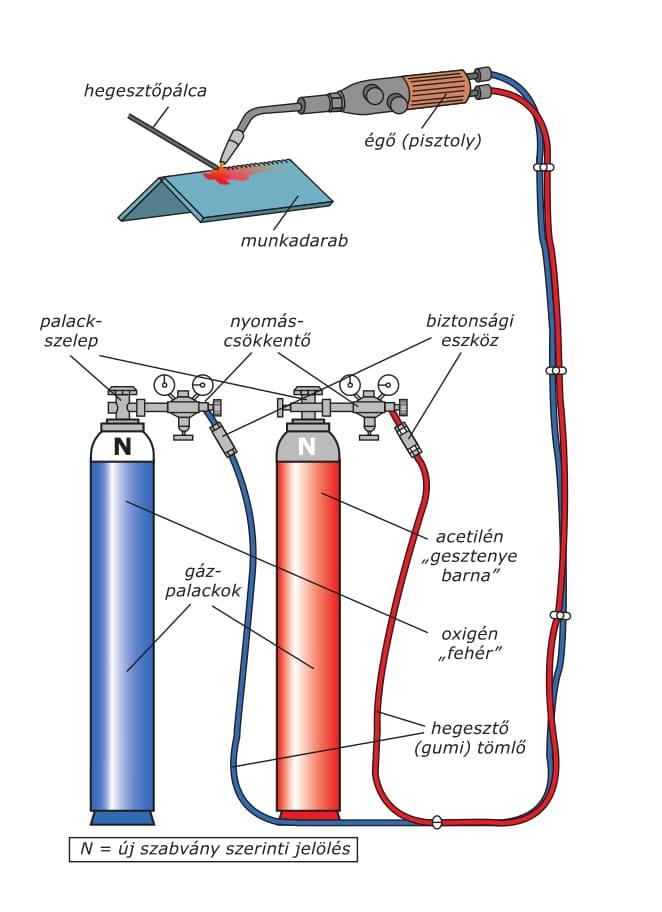 hegesztőpálca
égő (pisztoly)
munkadarab
palack-
szelep
nyomás-
csökkentő
biztonsági
eszköz
N
N
acetilén
„gesztenye
barna”
gáz-
palackok
oxigén
„fehér”
hegesztő
(gumi) tömlő
N = új szabvány szerinti jelölés